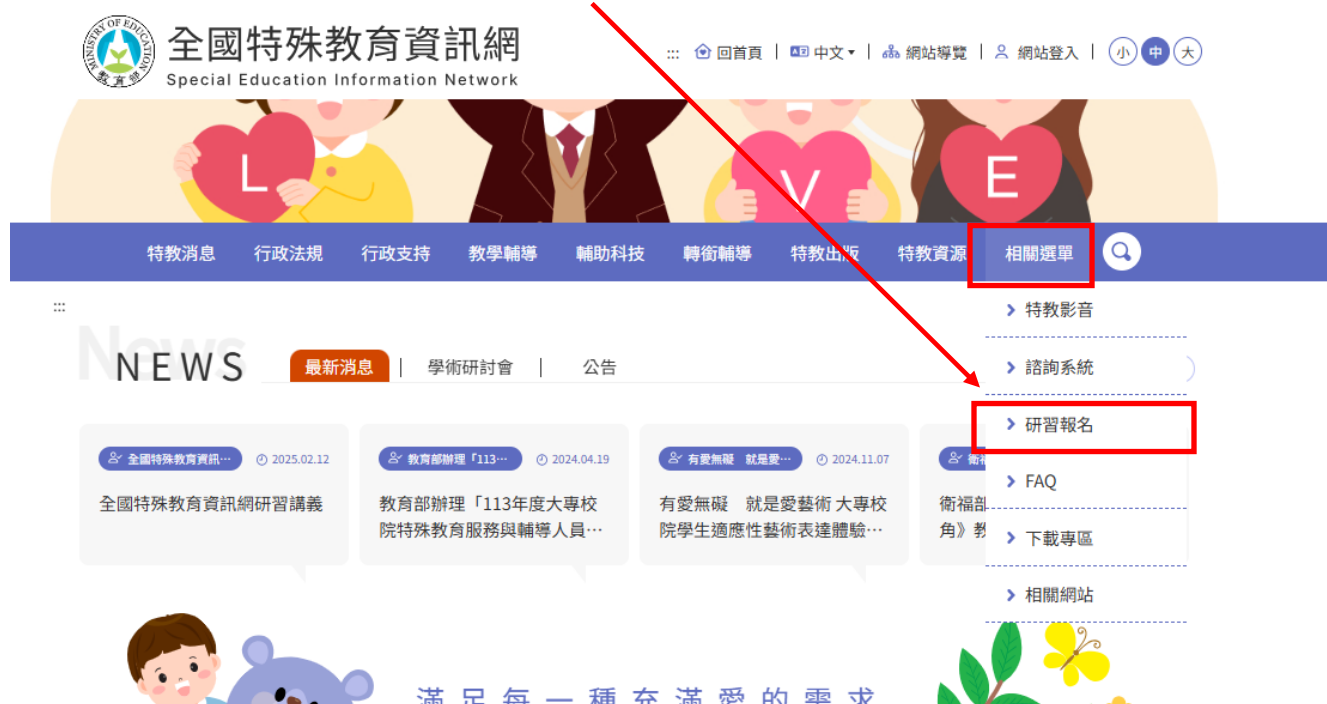 全國特殊教育資訊網
Special Education Information Network
::: 回首頁 | 中文 | 網站導覽 | 網站登入 | 小 中 大
MINISTRY OF EDUCATION
教育部
L V E
特教消息 行政法規 行政支持 教學輔導 輔助科技 轉銜輔導 特教出版 特教資源 相關選單
:::
特教影音
News
NEWS 最新消息 | 學術研討會 | 公告
諮詢系統
研習報名
全國特殊教育資訊… 2025.02.12
全國特殊教育資訊網研習講義
教育部辦理「113… 2024.04.19
教育部辦理「113年度大專校
院特殊教育服務與輔導人員…
有愛無礙 就是愛… 2024.11.07
有愛無礙 就是愛藝術 大專校
院學生適應性藝術表達體驗…
衛福部
角》教
FAQ
下載專區
相關網站
滿足每一種充滿愛的需求